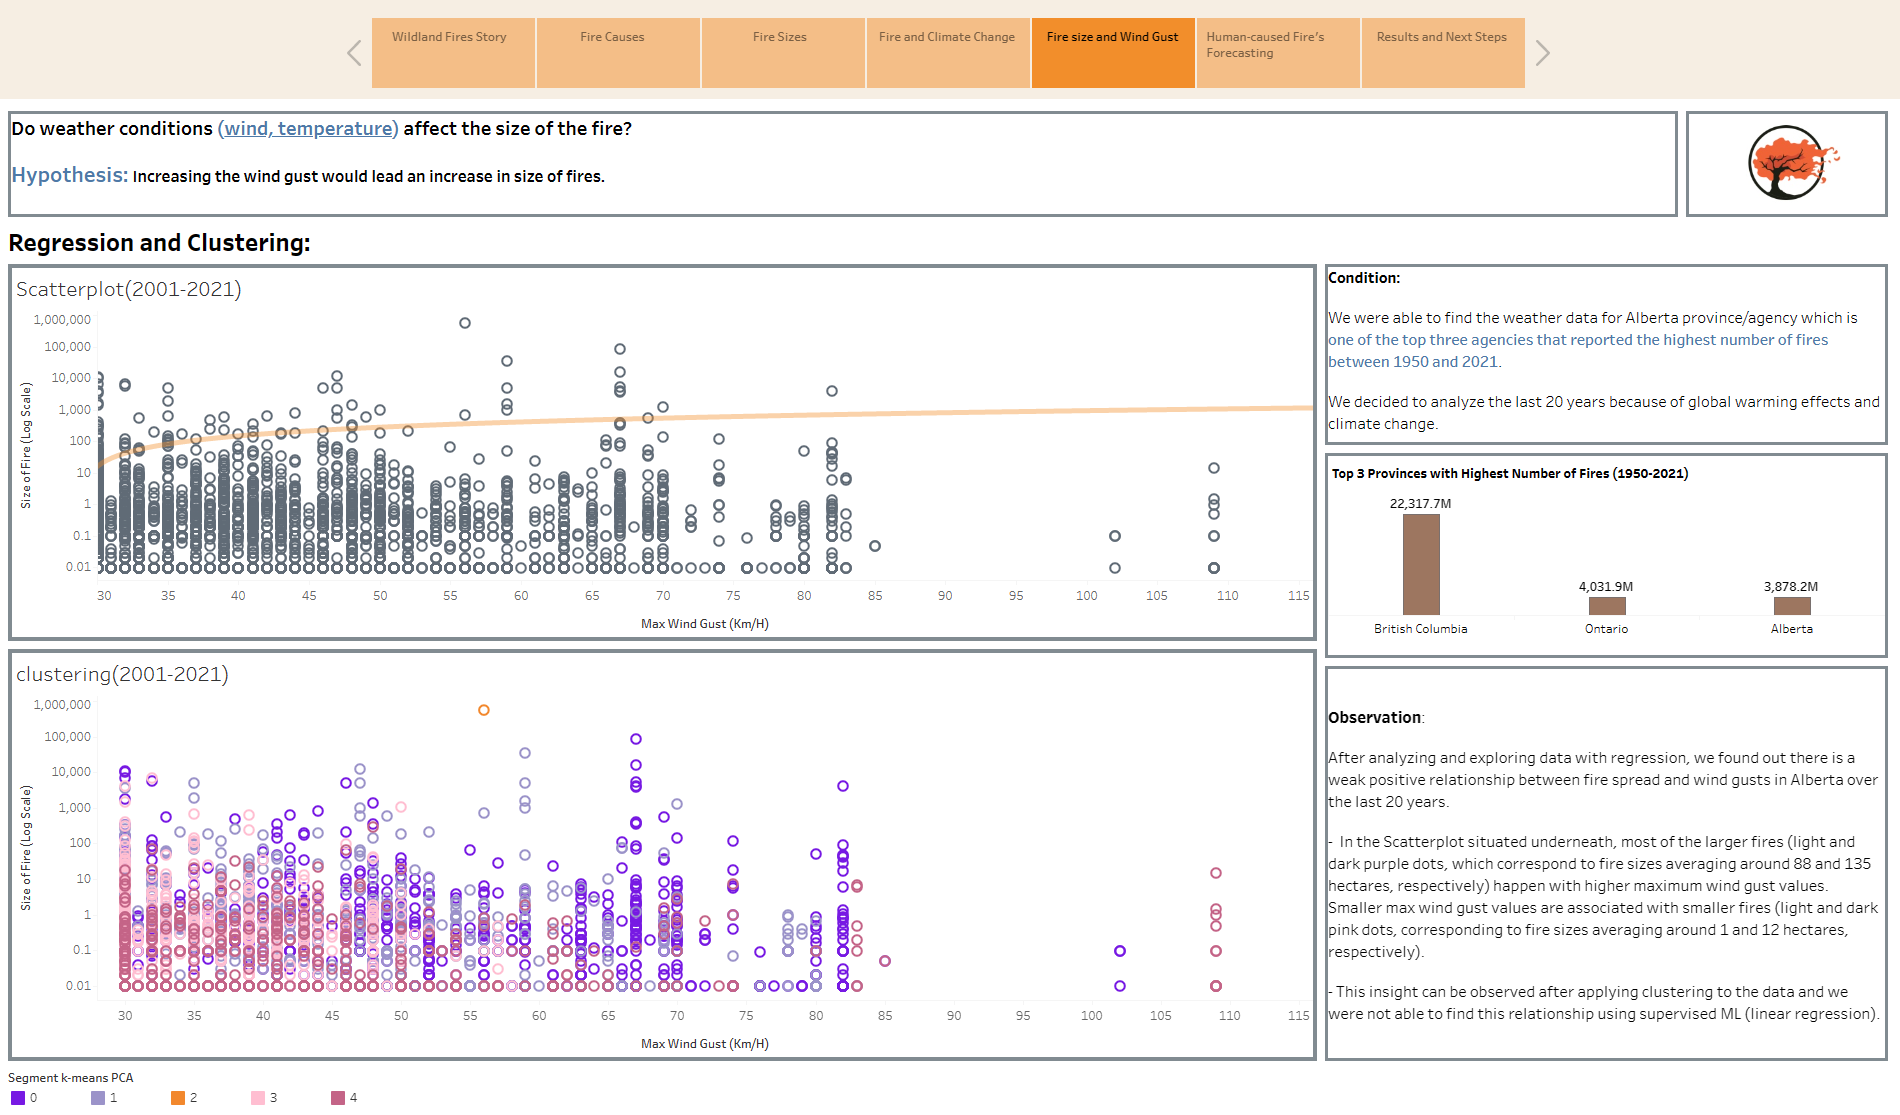 Wildland Fires Story
Fire Causes
Fire Sizes
Fire and Climate Change
Fire size and Wind Gust
Human-caused Fire's
Forecasting
Results and Next Steps
Do weather conditions (wind, temperature) affect the size of the fire?
Hypothesis: Increasing the wind gust would lead an increase in size of fires.
Regression and Clustering:
Scatterplot(2001-2021)
1,000,000
100,000
10,000
1,000
100
10
1
0.1
0.01
Size of Fire (Log Scale)
30 35 40 45 50 55 60 65 70 75 80 85 90 95 100 105 110 115
Max Wind Gust (Km/H)
clustering(2001-2021)
1,000,000
100,000
10,000
1,000
100
10
1
0.1
0.01
Size of Fire (Log Scale)
30 35 40 45 50 55 60 65 70 75 80 85 90 95 100 105 110 115
Max Wind Gust (Km/H)
Segment k-means PCA
0 1 2 3 4
Condition:
We were able to find the weather data for Alberta province/agency which is
one of the top three agencies that reported the highest number of fires
between 1950 and 2021.
We decided to analyze the last 20 years because of global warming effects and
climate change.
Top 3 Provinces with Highest Number of Fires (1950-2021)
22,317.7M
4,031.9M
3,878.2M
British Columbia
Ontario
Alberta
Observation:
After analyzing and exploring data with regression, we found out there is a
weak positive relationship between fire spread and wind gusts in Alberta over
the last 20 years.
- In the Scatterplot situated underneath, most of the larger fires (light and
dark purple dots, which correspond to fire sizes averaging around 88 and 135
hectares, respectively) happen with higher maximum wind gust values.
Smaller max wind gust values are associated with smaller fires (light and dark
pink dots, corresponding to fire sizes averaging around 1 and 12 hectares,
respectively).
- This insight can be observed after applying clustering to the data and we
were not able to find this relationship using supervised ML (linear regression).